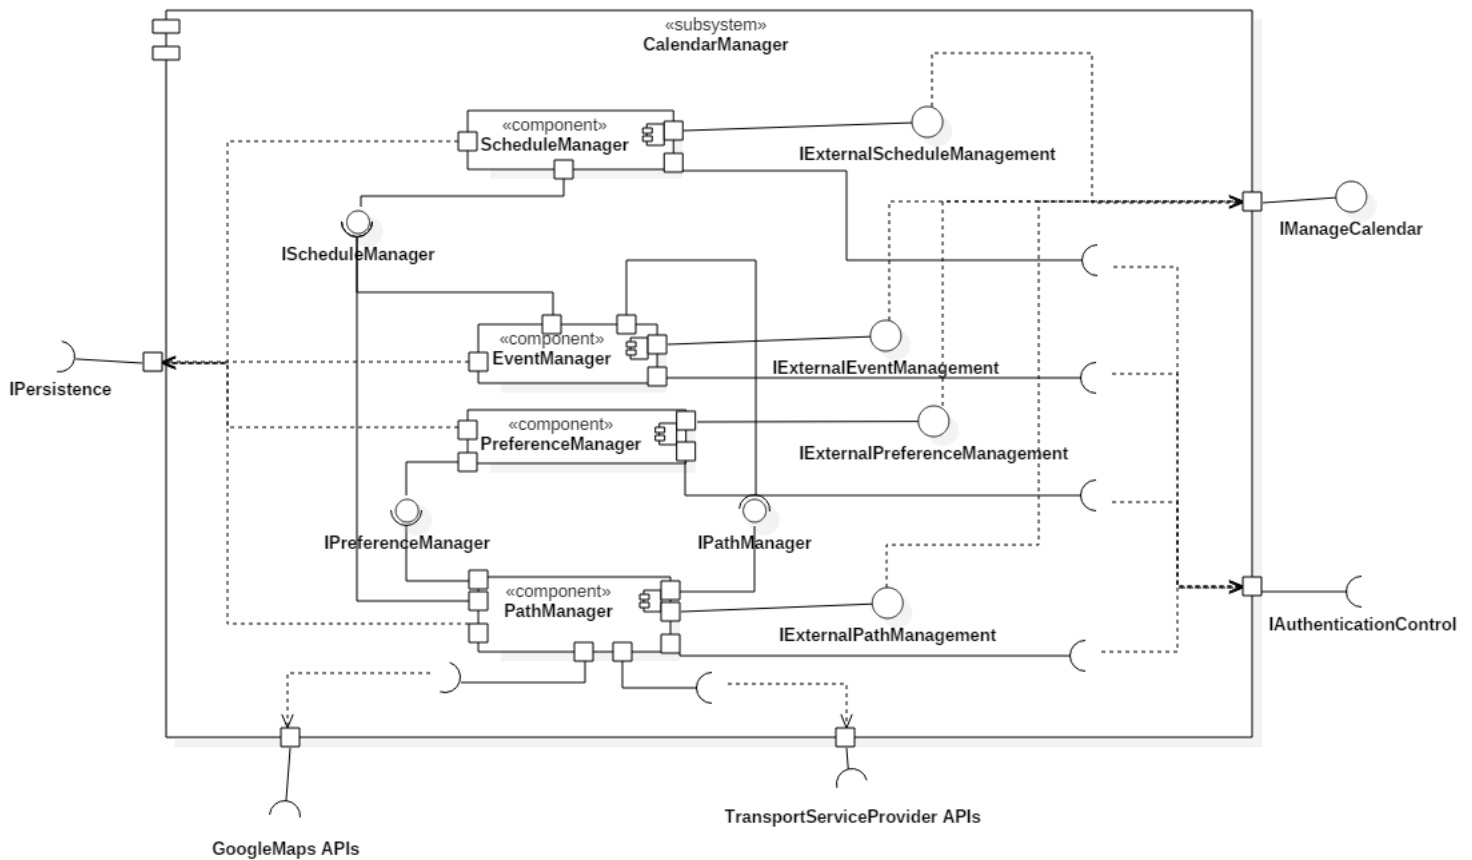 «subsystem»
CalendarManager
«component»
ScheduleManager
IExternalScheduleManagement
IManageCalendar
IScheduleManager
«component»
EventManager
IExternalEventManagement
IPersistence
«component»
PreferenceManager
IExternalPreferenceManagement
IPreferenceManager
IPathManager
«component»
PathManager
IExternalPathManagement
IAuthenticationControl
TransportServiceProvider APIs
GoogleMaps APIs